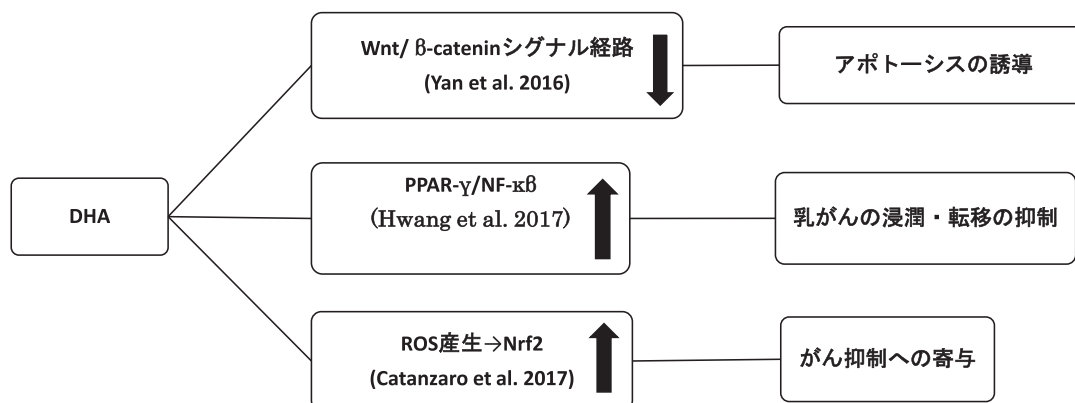 DHA
Wnt/ β-cateninシグナル経路
(Yan et al. 2016)
アポトーシスの誘導
PPAR-γ/NF-κβ
(Hwang et al. 2017)
乳がんの浸潤・転移の抑制
ROS産生→Nrf2
(Catanzaro et al. 2017)
がん抑制への寄与